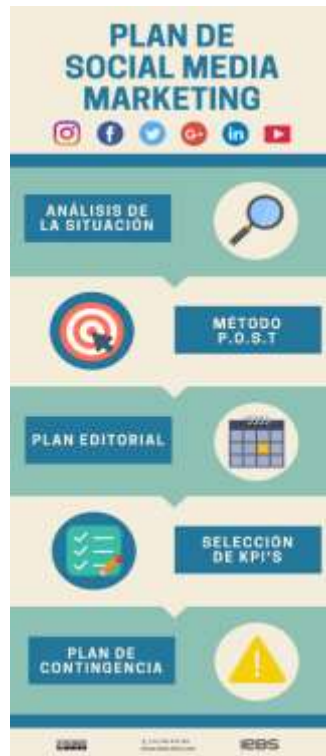 PLAN DE
SOCIAL MEDIA
MARKETING
ANÁLISIS DE
LA SITUACIÓN
MÉTODO
P.O.S.T
PLAN EDITORIAL
SELECCIÓN
DE KPI'S
PLAN DE
CONTINGENCIA
IEBS